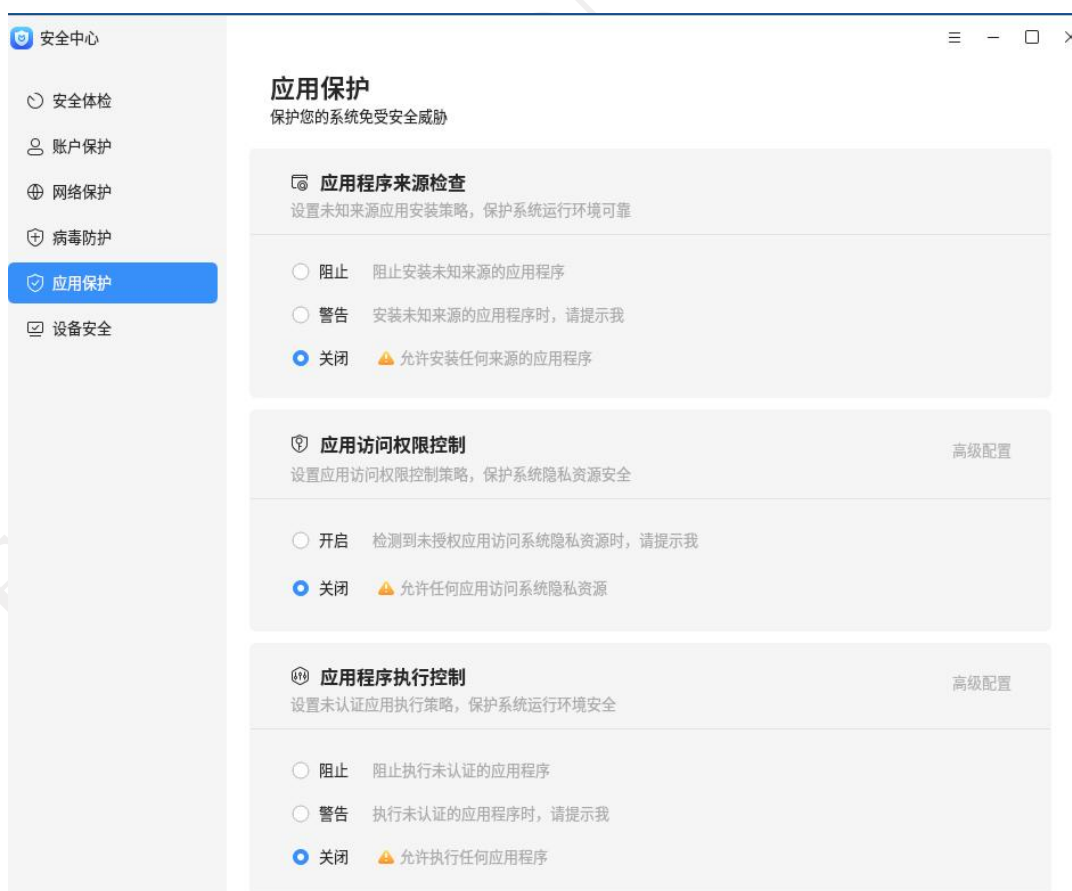 安全中心
安全体检
账户保护
网络保护
病毒防护
应用保护
设备安全
应用保护
保护您的系统免受安全威胁
应用程序来源检查
设置未知来源应用安装策略，保护系统运行环境可靠
阻止 阻止安装未知来源的应用程序
警告 安装未知来源的应用程序时，请提示我
关闭 允许安装任何来源的应用程序
应用访问权限控制 高级配置
设置应用访问权限控制策略，保护系统隐私资源安全
开启 检测到未授权应用访问系统隐私资源时，请提示我
关闭 允许任何应用访问系统隐私资源
应用程序执行控制 高级配置
设置未认证应用执行策略，保护系统运行环境安全
阻止 阻止执行未认证的应用程序
警告 执行未认证的应用程序时，请提示我
关闭 允许执行任何应用程序